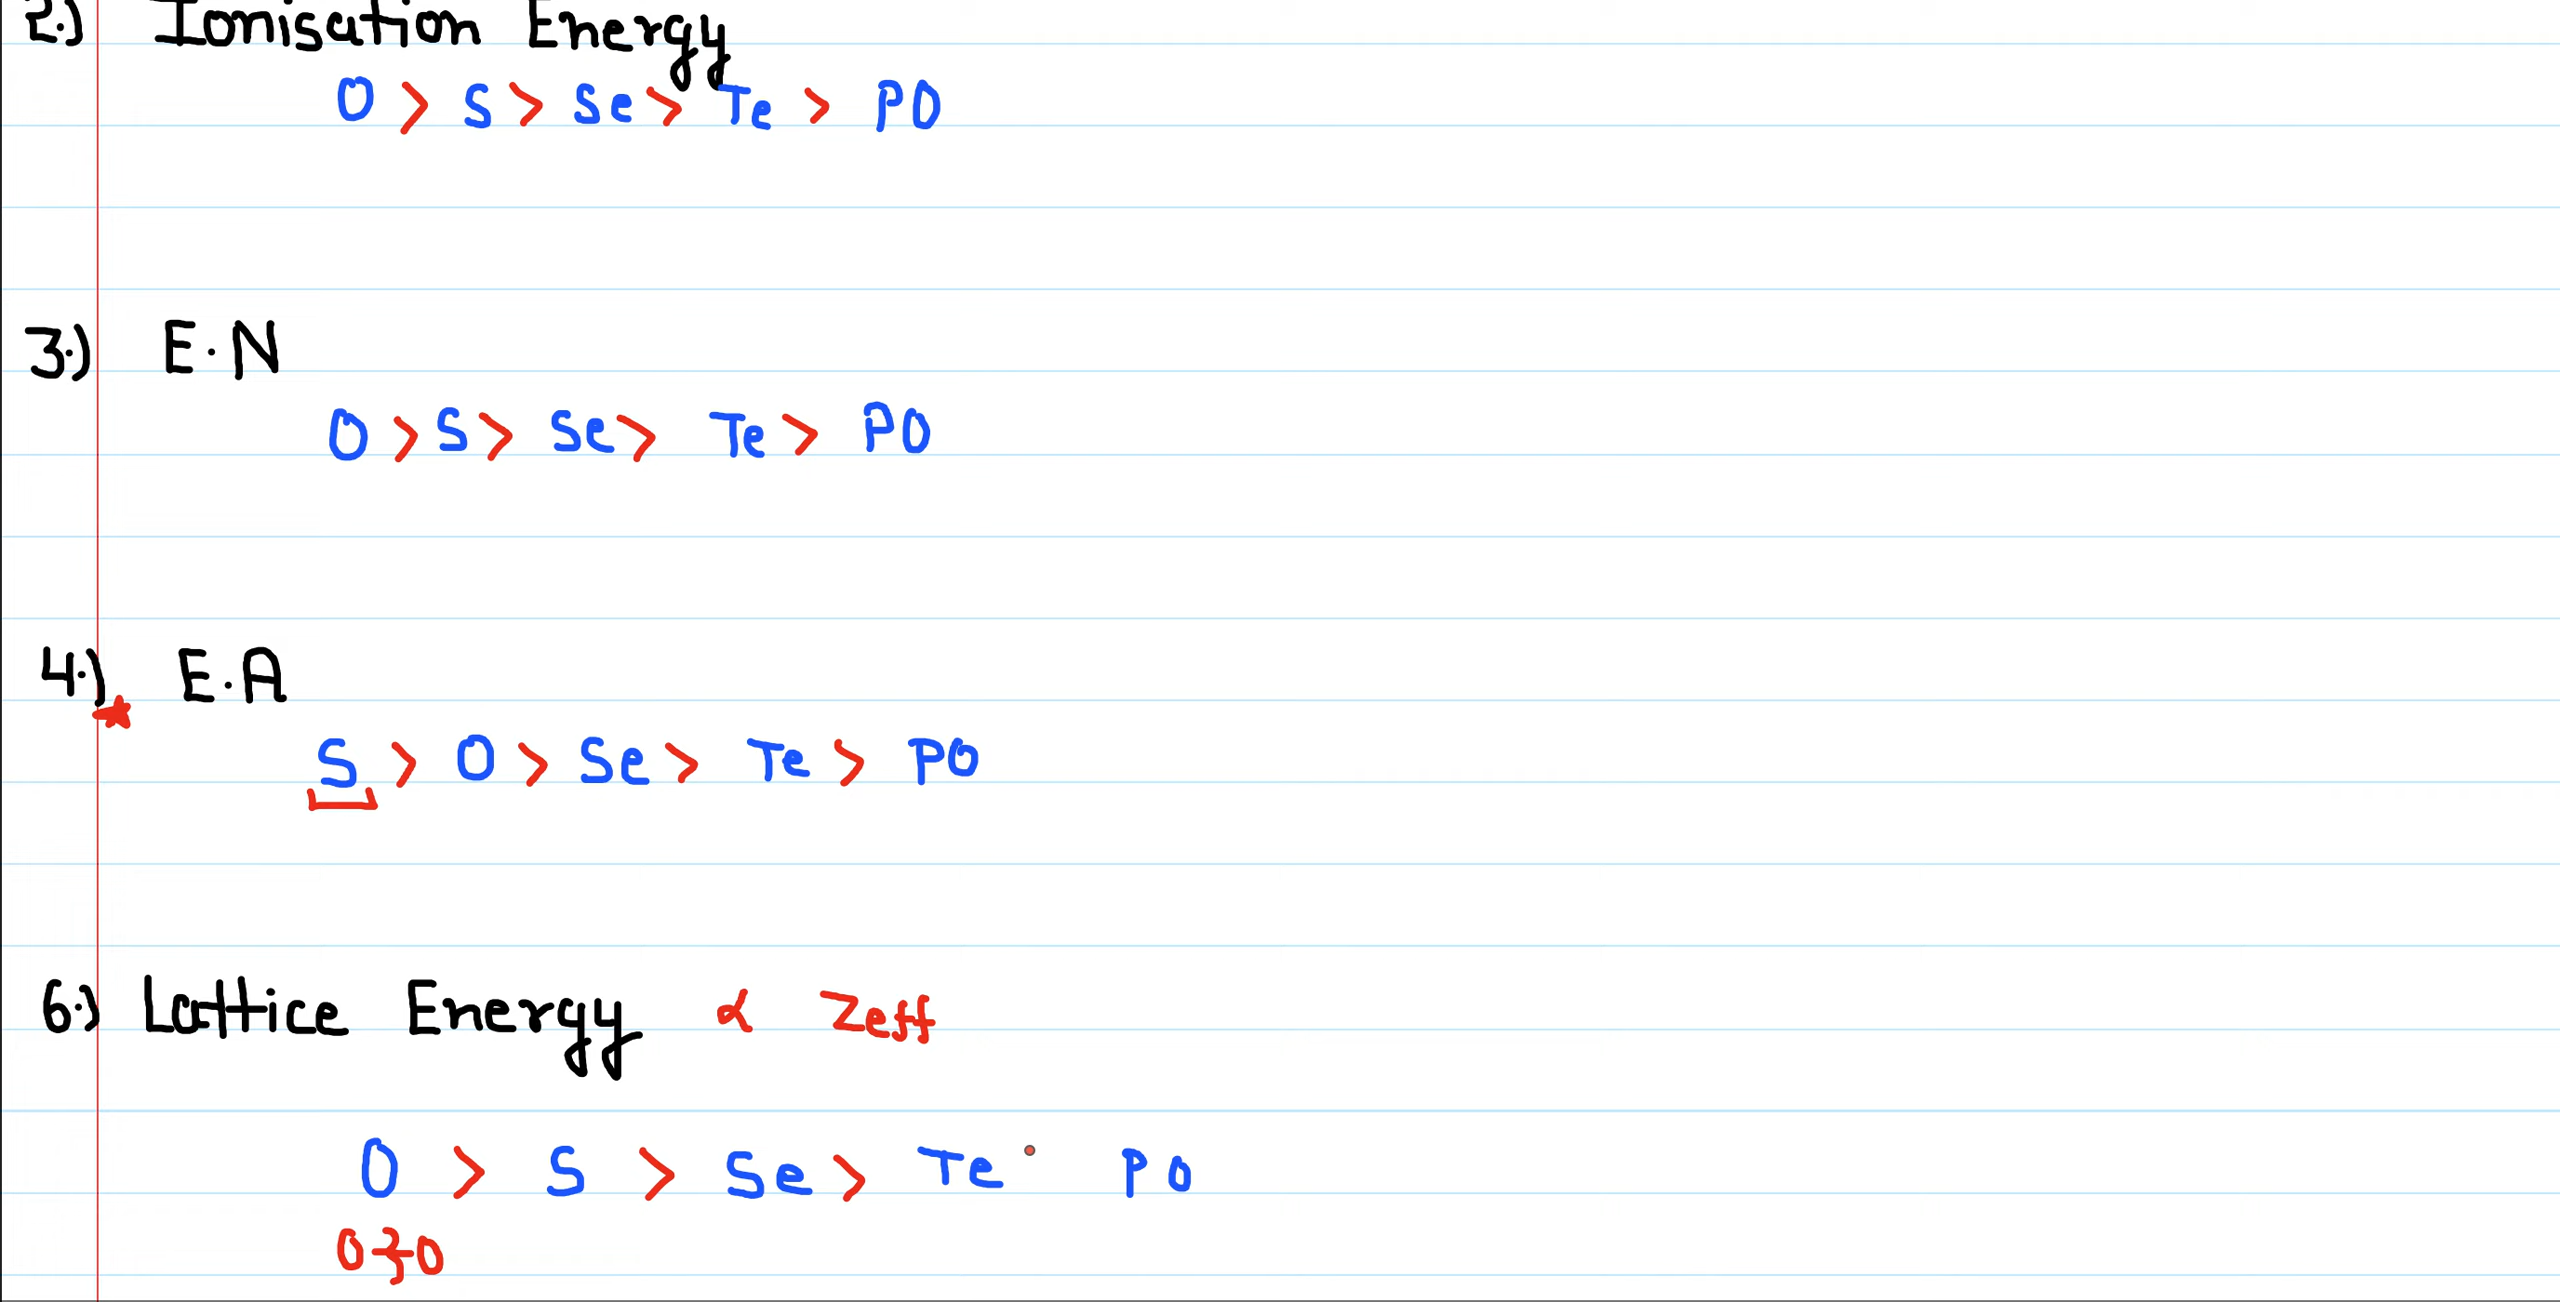 2.) Ionisation Energy
O > S > Se > Te > PO
3.) E.N
O > S > Se > Te > PO
4.) E.A
S > O > Se > Te > PO
6.) Lattice Energy ∝ Zeff
O > S > Se > Te PO